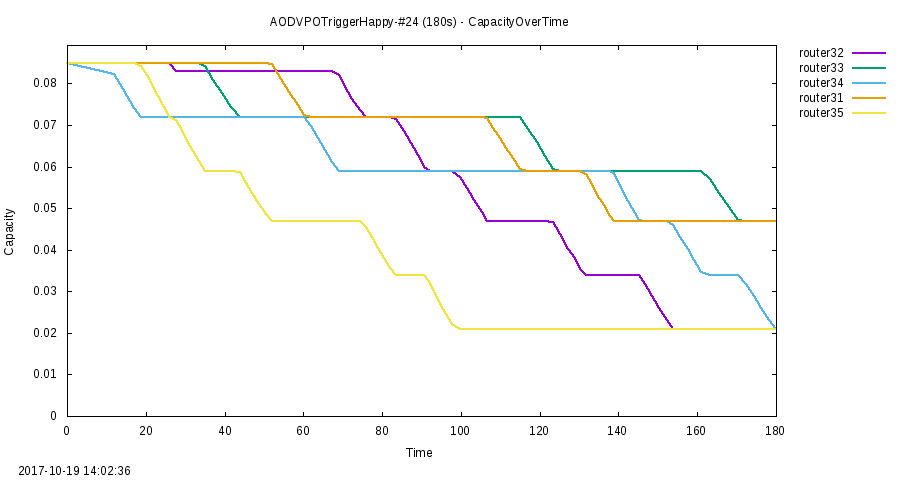 AODVPOTriggerHappy-#24 (180s) - CapacityOverTime
router32
router33
router34
router31
router35
0.08
0.07
0.06
0.05
0.04
0.03
0.02
0.01
0
Capacity
0 20 40 60 80 100 120 140 160 180
Time
2017-10-19 14:02:36